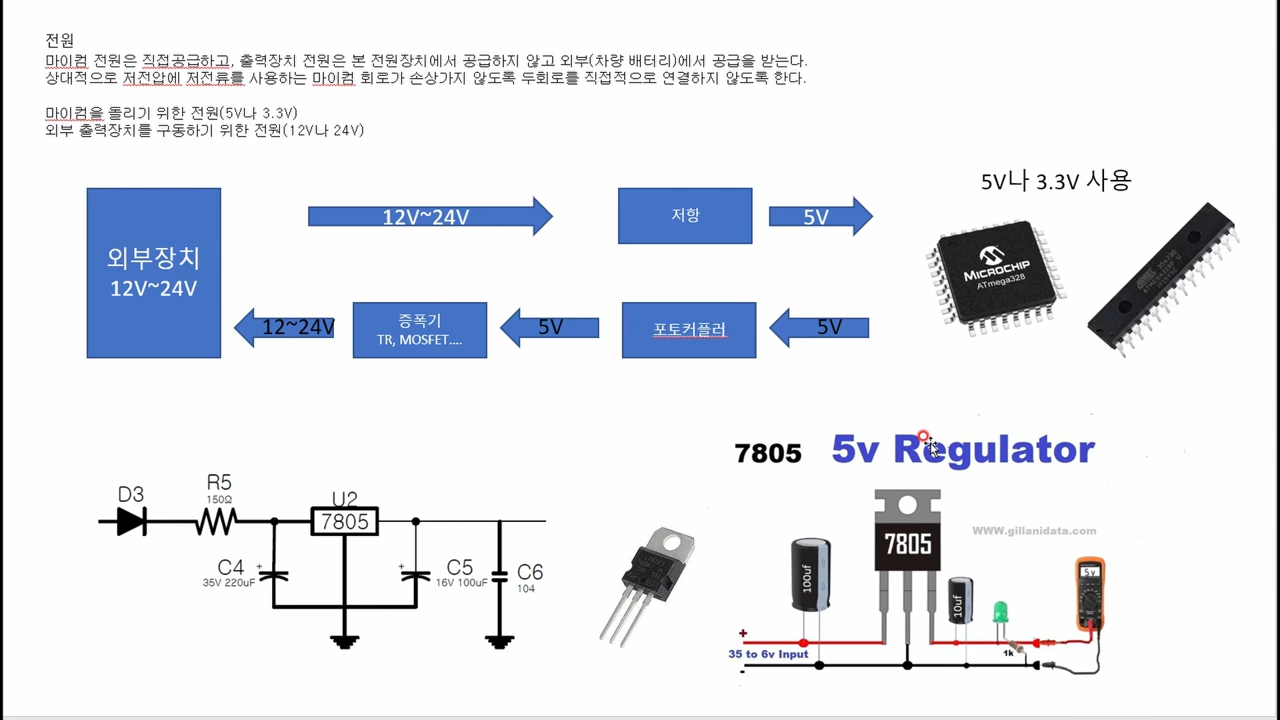 전원
마이컴 전원은 직접공급하고, 출력장치 전원은 본 전원장치에서 공급하지 않고 외부(차량 배터리)에서 공급을 받는다.
상대적으로 저전압에 저전류를 사용하는 마이컴 회로가 손상가지 않도록 두회로를 직접적으로 연결하지 않도록 한다.
마이컴을 돌리기 위한 전원(5V나 3.3V)
외부 출력장치를 구동하기 위한 전원(12V나 24V)
5V나 3.3V 사용
외부장치
12V~24V
12V~24V
저항
5V
MICROCHIP
ATmega328
12~24V
증폭기
TR, MOSFET....
5V
포토커플러
5V
7805 5v Regulator
D3
R5
150Ω
U2
7805
C4
35V 220uF
C5
16V 100uF
C6
104
WWW.gillanidata.com
7805
100uf
10uf
5 v
+
35 to 6v Input
-
1k